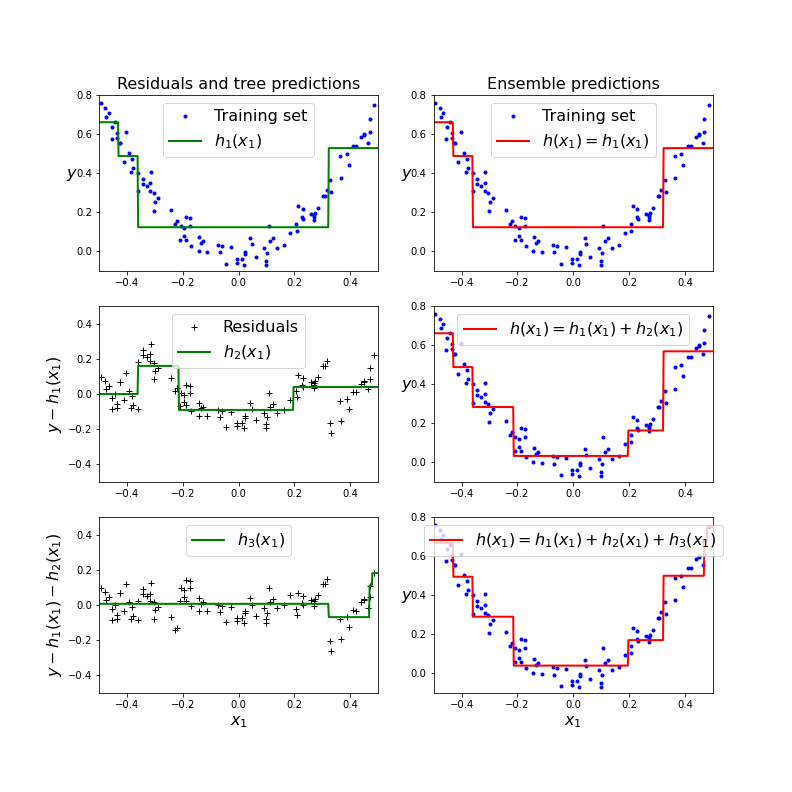 Residuals and tree predictions
Ensemble predictions
0.8
0.6
0.4
0.2
0.0
y
Training set
h₁(x₁)
−0.4 −0.2 0.0 0.2 0.4
0.8
0.6
0.4
0.2
0.0
y
Training set
h(x₁) = h₁(x₁)
−0.4 −0.2 0.0 0.2 0.4
0.4
0.2
0.0
−0.2
−0.4
y − h₁(x₁)
Residuals
h₂(x₁)
−0.4 −0.2 0.0 0.2 0.4
0.8
0.6
0.4
0.2
0.0
y
h(x₁) = h₁(x₁) + h₂(x₁)
−0.4 −0.2 0.0 0.2 0.4
0.4
0.2
0.0
−0.2
−0.4
y − h₁(x₁) − h₂(x₁)
h₃(x₁)
−0.4 −0.2 0.0 0.2 0.4
x₁
0.8
0.6
0.4
0.2
0.0
y
h(x₁) = h₁(x₁) + h₂(x₁) + h₃(x₁)
−0.4 −0.2 0.0 0.2 0.4
x₁